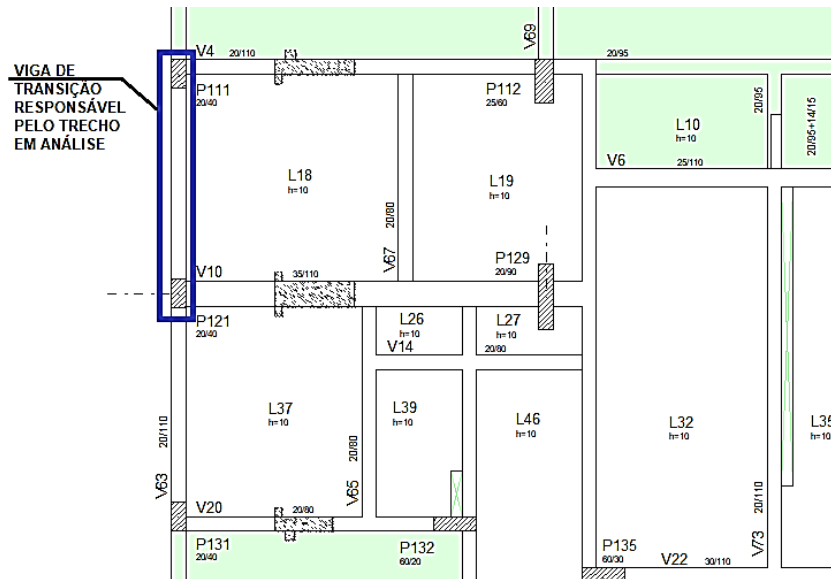 VIGA DE
TRANSIÇÃO
RESPONSÁVEL
PELO TRECHO
EM ANÁLISE
V4
20/110
V69
20/95
P111
20/40
P112
25/60
20/95
20/95+14/15
L10
h=10
V6
25/110
L18
h=10
L19
h=10
20/80
V67
P129
20/90
V10
35/110
P121
20/40
L26
h=10
L27
h=10
V14
20/80
L37
h=10
L39
h=10
L46
h=10
L32
h=10
L35
h=10
20/110
V63
20/80
V65
20/110
V73
V20
20/80
P131
20/40
P132
60/20
P135
60/30
V22
30/110